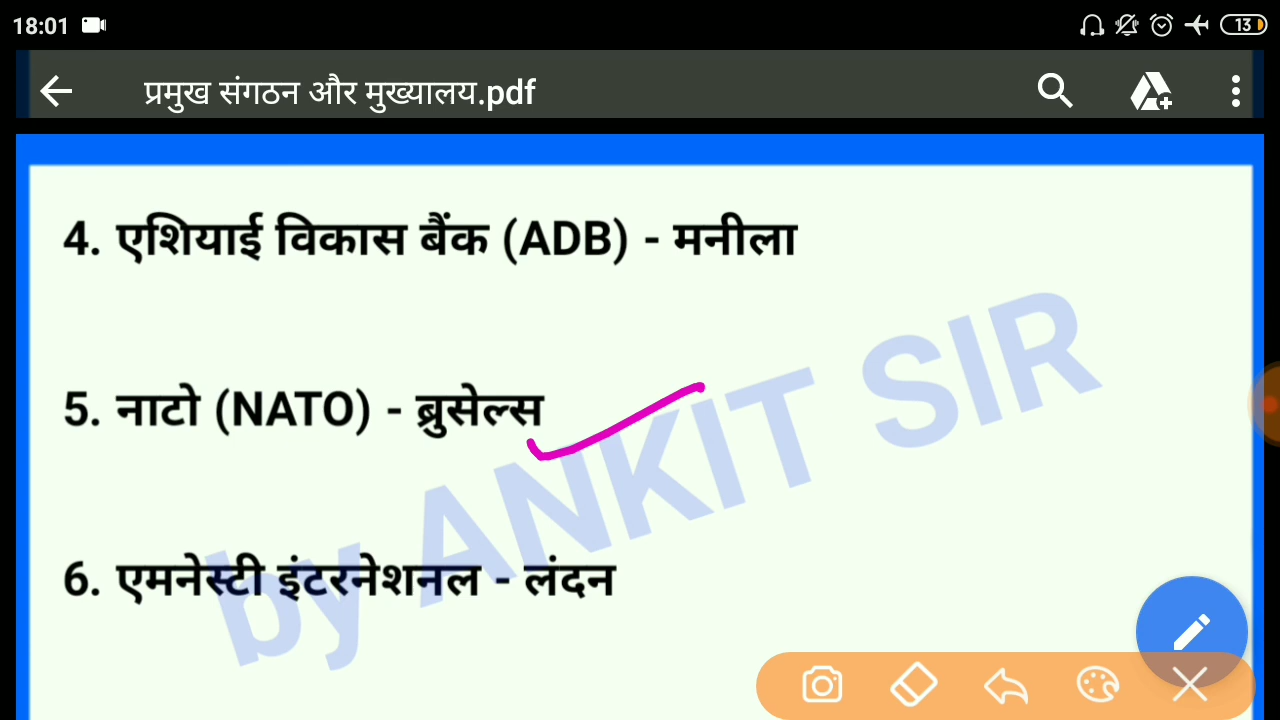 18:01
13
प्रमुख संगठन और मुख्यालय.pdf
4. एशियाई विकास बैंक (ADB) - मनीला
5. नाटो (NATO) - ब्रुसेल्स
6. एमनेस्टी इंटरनेशनल - लंदन
by ANKIT SIR